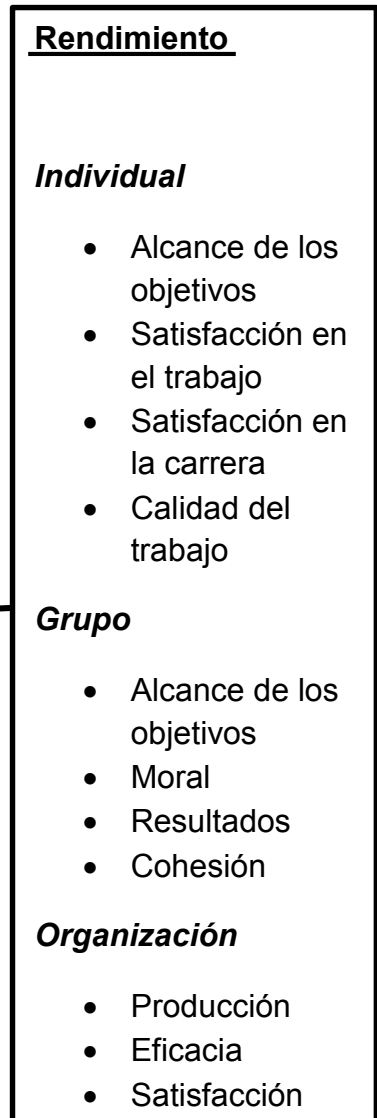 Rendimiento
Individual
• Alcance de los
objetivos
• Satisfacción en
el trabajo
• Satisfacción en
la carrera
• Calidad del
trabajo
Grupo
• Alcance de los
objetivos
• Moral
• Resultados
• Cohesión
Organización
• Producción
• Eficacia
• Satisfacción